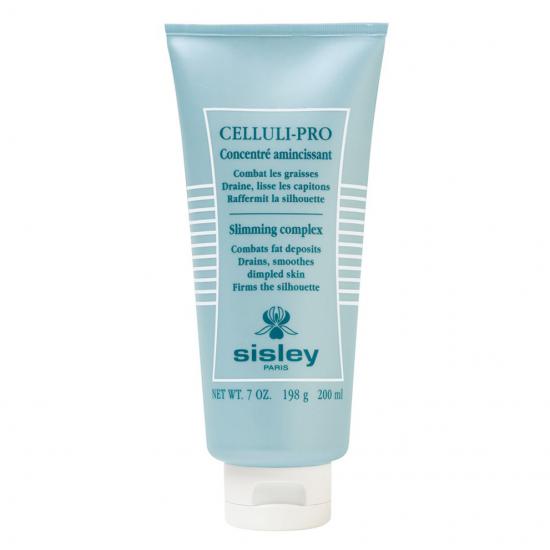 CELLULI-PRO
Concentré amincissant
Combat les graisses
Draine, lisse les capitons
Raffermit la silhouette
Slimming complex
Combats fat deposits
Drains, smoothes
dimpled skin
Firms the silhouette
sisley
PARIS
NET WT. 7 OZ. 198 g 200 ml